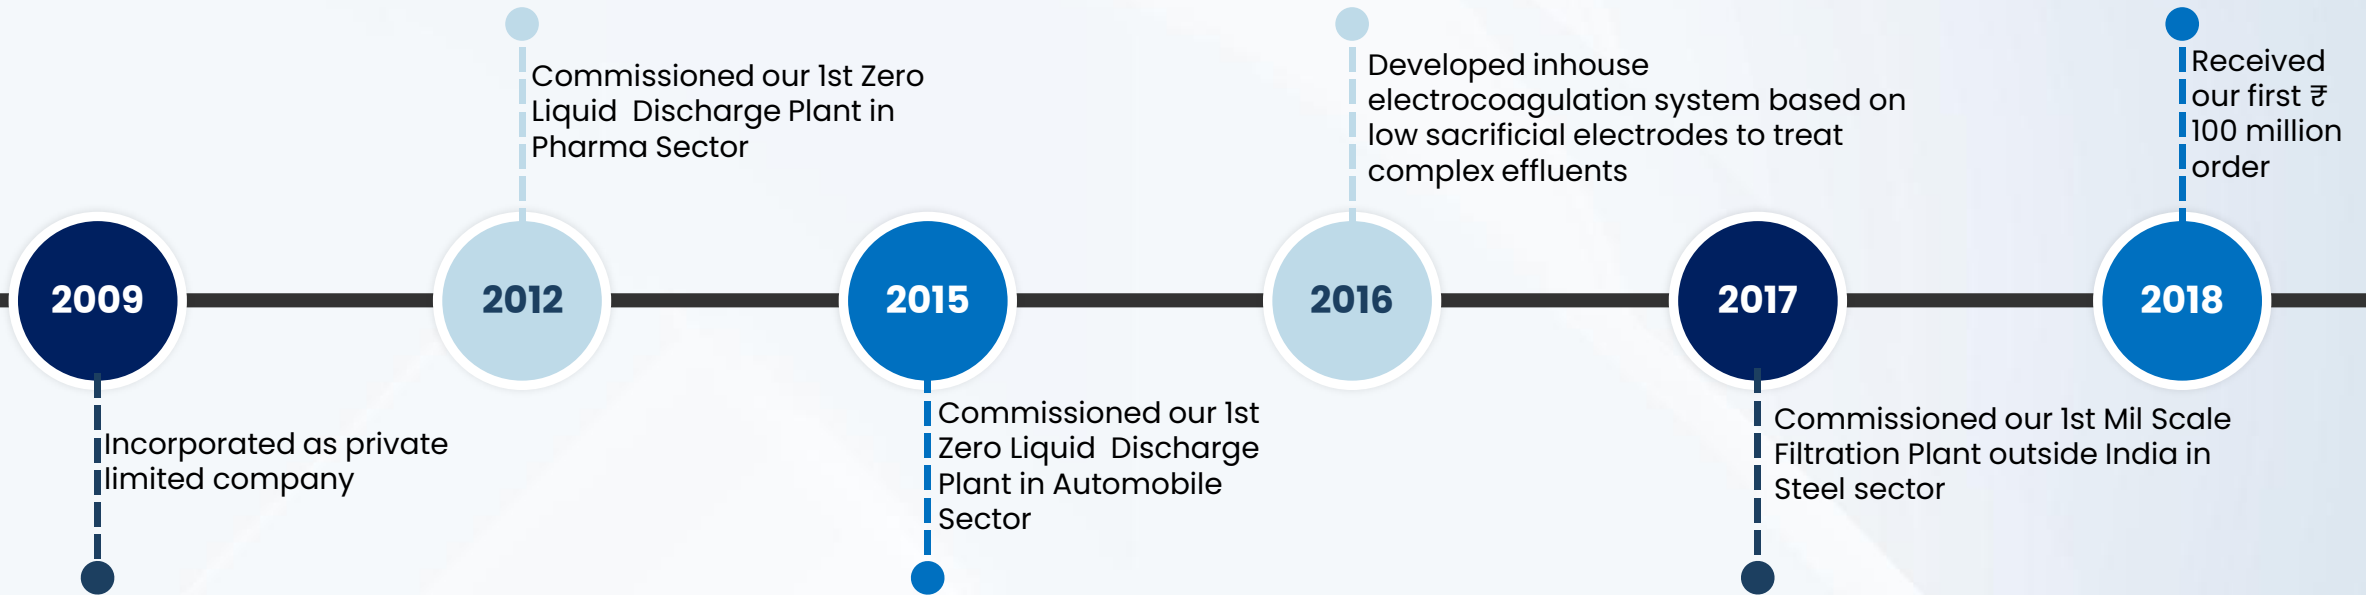 2009
Incorporated as private
limited company
2012
Commissioned our 1st Zero
Liquid  Discharge Plant in
Pharma Sector
2015
Commissioned our 1st
Zero Liquid  Discharge
Plant in Automobile
Sector
2016
Developed inhouse
electrocoagulation system based on
low sacrificial electrodes to treat
complex effluents
2017
Commissioned our 1st Mil Scale
Filtration Plant outside India in
Steel sector
2018
Received
our first ₹
100 million
order